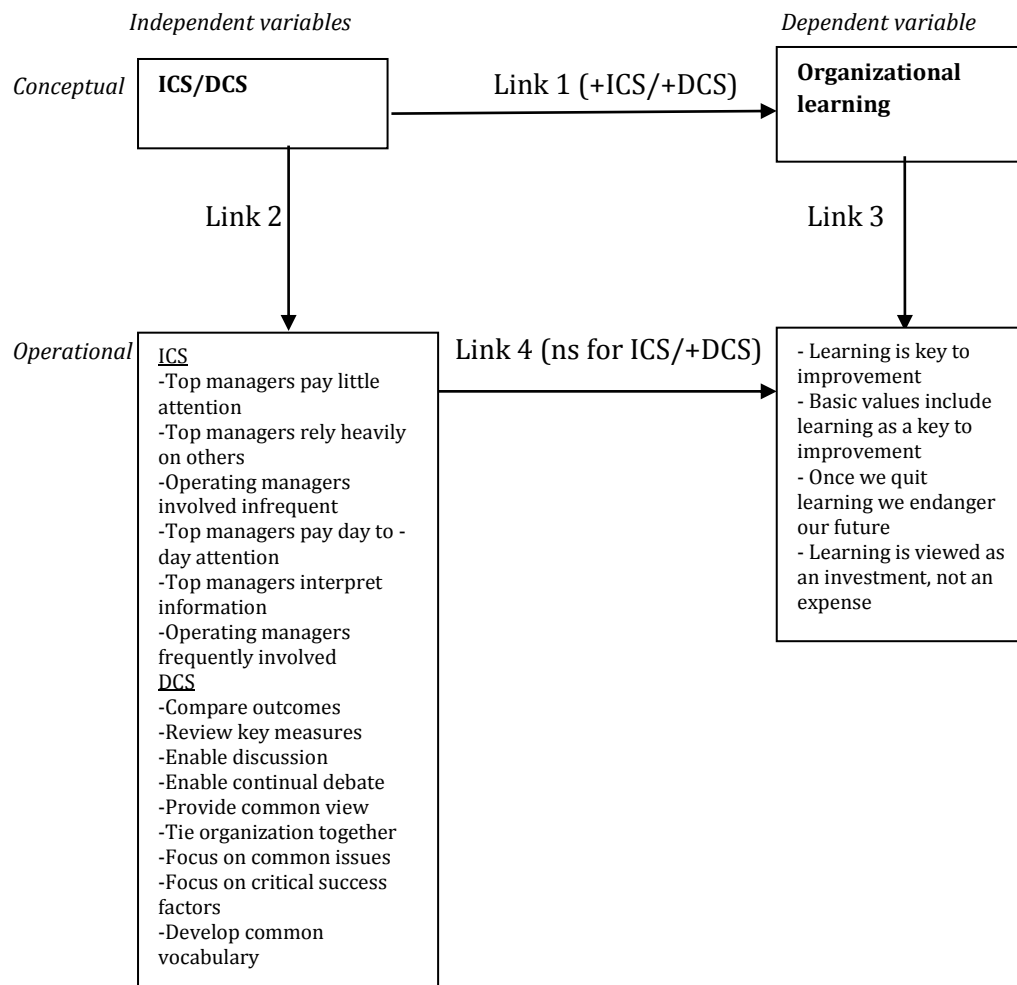 Independent variables
Dependent variable
Conceptual
ICS/DCS
Link 1 (+ICS/+DCS)
Organizational
learning
Link 2
Link 3
Operational
ICS
-Top managers pay little
attention
-Top managers rely heavily
on others
-Operating managers
involved infrequent
-Top managers pay day to -
day attention
-Top managers interpret
information
-Operating managers
frequently involved
DCS
-Compare outcomes
-Review key measures
-Enable discussion
-Enable continual debate
-Provide common view
-Tie organization together
-Focus on common issues
-Focus on critical success
factors
-Develop common
vocabulary
Link 4 (ns for ICS/+DCS)
- Learning is key to
improvement
- Basic values include
learning as a key to
improvement
- Once we quit
learning we endanger
our future
- Learning is viewed as
an investment, not an
expense